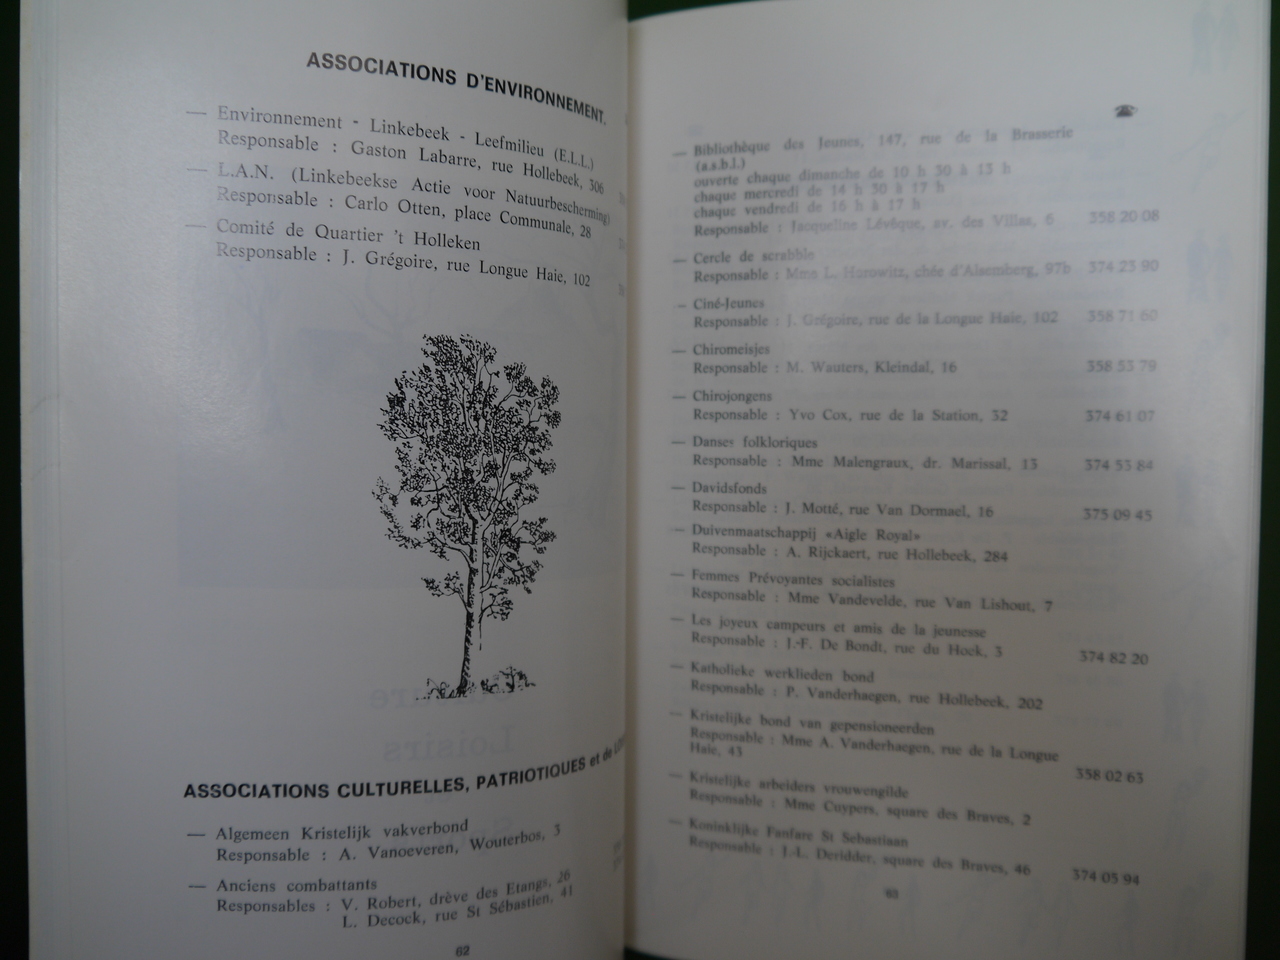 ASSOCIATIONS D'ENVIRONNEMENT.
— Environnement - Linkebeek - Leefmilieu (E.L.L.)
Responsable : Gaston Labarre, rue Hollebeek, 306
— L.A.N. (Linkebeekse Actie voor Natuurbescherming)
Responsable : Carlo Otten, place Communale, 28
— Comité de Quartier 't Holleken
Responsable : J. Grégoire, rue Longue Haie, 102
ASSOCIATIONS CULTURELLES, PATRIOTIQUES et de
— Algemeen Kristelijk vakverbond
Responsable : A. Vanoeveren, Wouterbos, 3
— Anciens combattants
Responsables : V. Robert, drève des Etangs, 26
L. Decock, rue St Sébastien, 41
62
☎
— Bibliothèque des Jeunes, 147, rue de la Brasserie
(a.s.b.l.)
ouverte chaque dimanche de 10 h 30 à 13 h
chaque mercredi de 14 h 30 à 17 h
chaque vendredi de 16 h à 17 h
Responsable : Jacqueline Lévêque, av. des Villas, 6 358 20 08
— Cercle de scrabble
Responsable : Mme L. Horowitz, chée d'Alsemberg, 97b 374 25 90
— Ciné-Jeunes
Responsable : J. Grégoire, rue de la Longue Haie, 102 358 71 60
— Chiromeisjes
Responsable : M. Wauters, Kleindal, 16 358 53 79
— Chirojongens
Responsable : Yvo Cox, rue de la Station, 32 374 61 07
— Danses folkloriques
Responsable : Mme Malengraux, dr. Marissal, 13 374 53 84
— Davidsfonds
Responsable : J. Motté, rue Van Dormael, 16 375 09 45
— Duivenmaatschappij «Aigle Royal»
Responsable : A. Rijckaert, rue Hollebeek, 284
— Femmes Prévoyantes socialistes
Responsable : Mme Vandevelde, rue Van Lishout, 7
— Les joyeux campeurs et amis de la jeunesse
Responsable : J.-F. De Bondt, rue du Hoek, 3 374 82 20
— Katholieke werklieden bond
Responsable : P. Vanderhaegen, rue Hollebeek, 202
— Kristelijke bond van gepensioneerden
Responsable : Mme A. Vanderhaegen, rue de la Longue
Haie, 43 358 02 63
— Kristelijke arbeiders vrouwengilde
Responsable : Mme Cuypers, square des Braves, 2
— Koninklijke Fanfare St Sebastiaan
Responsable : J.-L. Deridder, square des Braves, 46 374 05 94
63